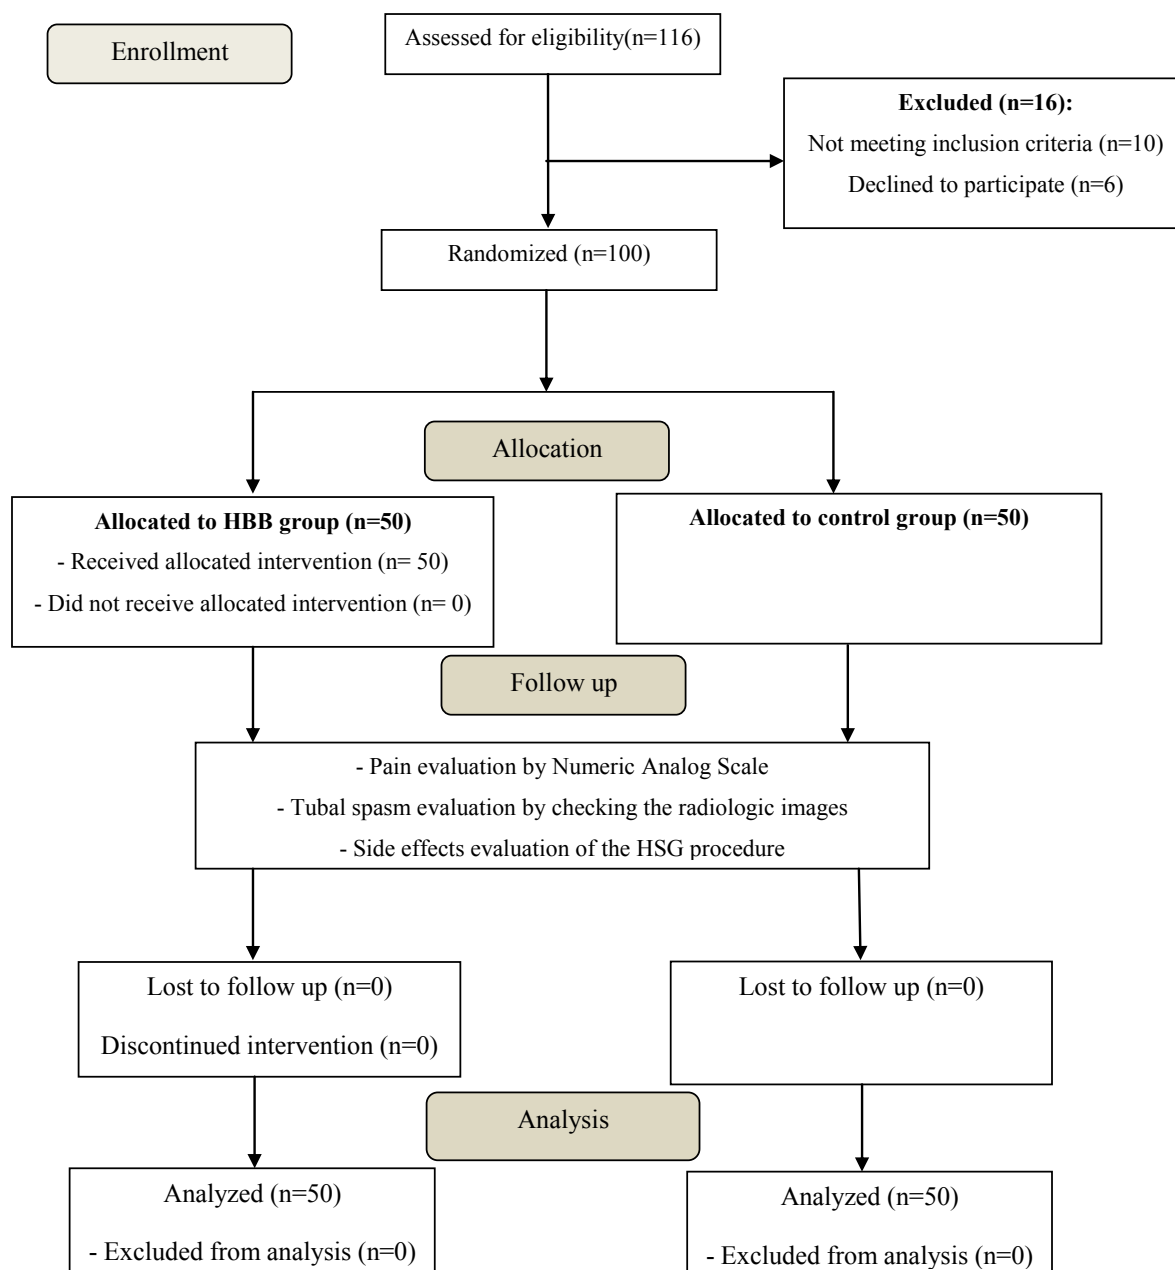 Enrollment
Assessed for eligibility(n=116)
Excluded (n=16):
Not meeting inclusion criteria (n=10)
Declined to participate (n=6)
Randomized (n=100)
Allocation
Allocated to HBB group (n=50)
- Received allocated intervention (n= 50)
- Did not receive allocated intervention (n= 0)
Allocated to control group (n=50)
Follow up
- Pain evaluation by Numeric Analog Scale
- Tubal spasm evaluation by checking the radiologic images
- Side effects evaluation of the HSG procedure
Lost to follow up (n=0)
Discontinued intervention (n=0)
Lost to follow up (n=0)
Analysis
Analyzed (n=50)
- Excluded from analysis (n=0)
Analyzed (n=50)
- Excluded from analysis (n=0)